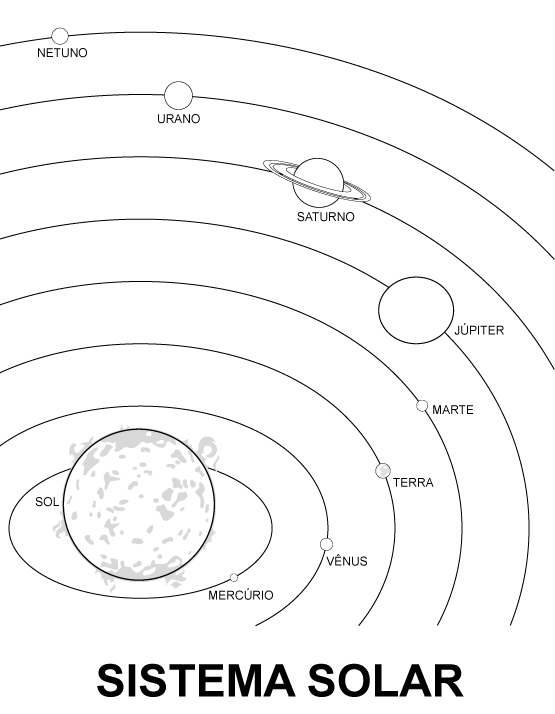 NETUNO
URANO
SATURNO
JÚPITER
MARTE
TERRA
SOL
VÊNUS
MERCÚRIO
SISTEMA SOLAR